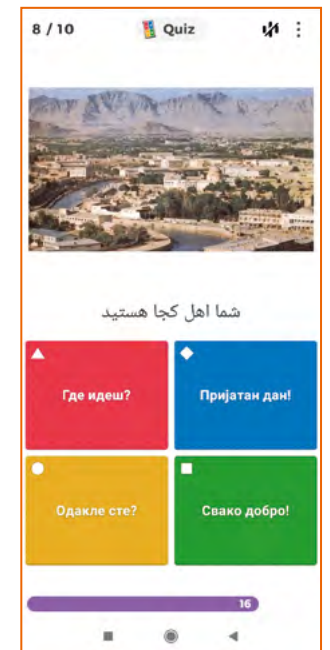 8 / 10
Quiz
شما اهل کجا هستید
Где идеш?
Пријатан дан!
Одакле сте?
Свако добро!
16